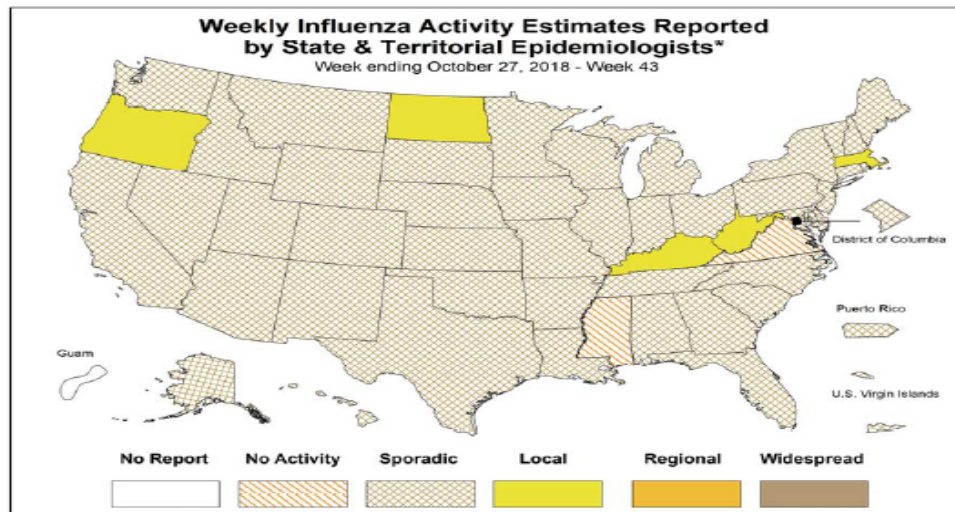 Weekly Influenza Activity Estimates Reported
by State & Territorial Epidemiologists*
Week ending October 27, 2018 - Week 43
District of Columbia
Puerto Rico
Guam
U.S. Virgin Islands
No Report No Activity Sporadic Local Regional Widespread